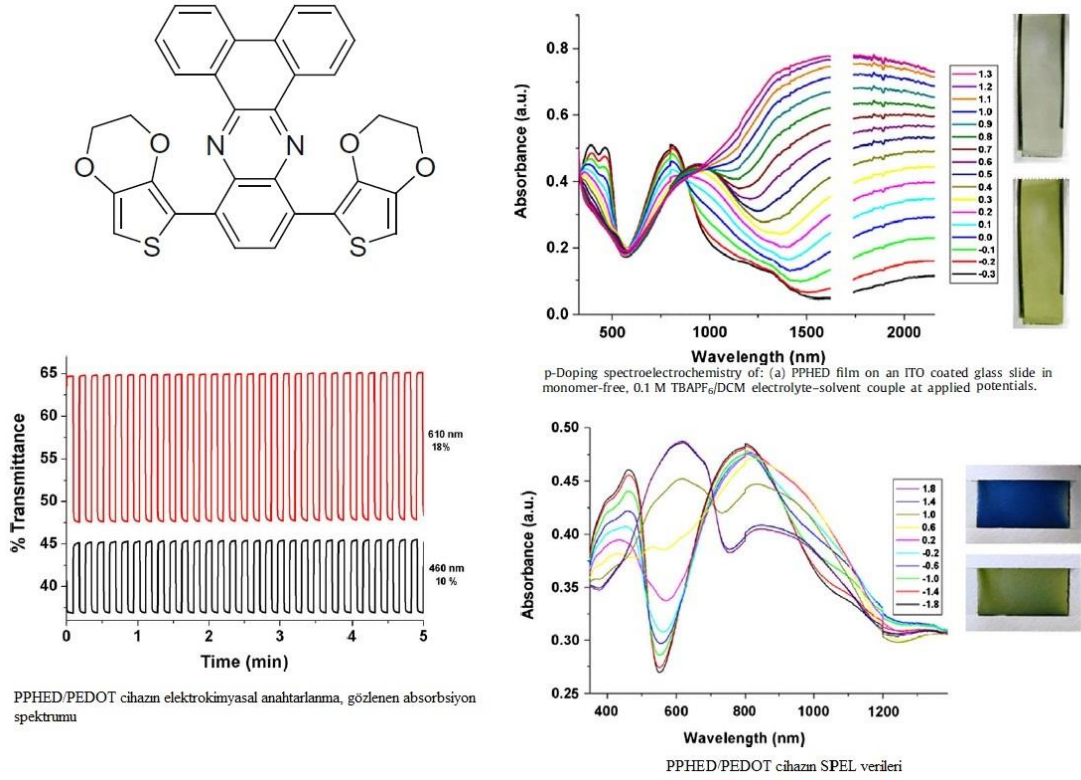 O
O
N
N
O
O
S
S
Absorbance (a.u.)
0.8
0.6
0.4
0.2
0.0
500
1000
1500
2000
Wavelength (nm)
1.3
1.2
1.1
1.0
0.9
0.8
0.7
0.6
0.5
0.4
0.3
0.2
0.1
0.0
-0.1
-0.2
-0.3
p-Doping spectroelectrochemistry of: (a) PPHED film on an ITO coated glass slide in
monomer-free, 0.1 M TBAPF6/DCM electrolyte–solvent couple at applied potentials.
% Transmittance
65
60
55
50
45
40
0
1
2
3
4
5
Time (min)
610 nm
18%
460 nm
10 %
PPHED/PEDOT cihazın elektrokimyasal anahtarlanma, gözlenen absorbsiyon
spektrumu
Absorbance (a.u.)
0.50
0.45
0.40
0.35
0.30
0.25
400
600
800
1000
1200
Wavelength (nm)
1.8
1.4
1.0
0.6
0.2
-0.2
-0.6
-1.0
-1.4
-1.8
PPHED/PEDOT cihazın SPEL verileri